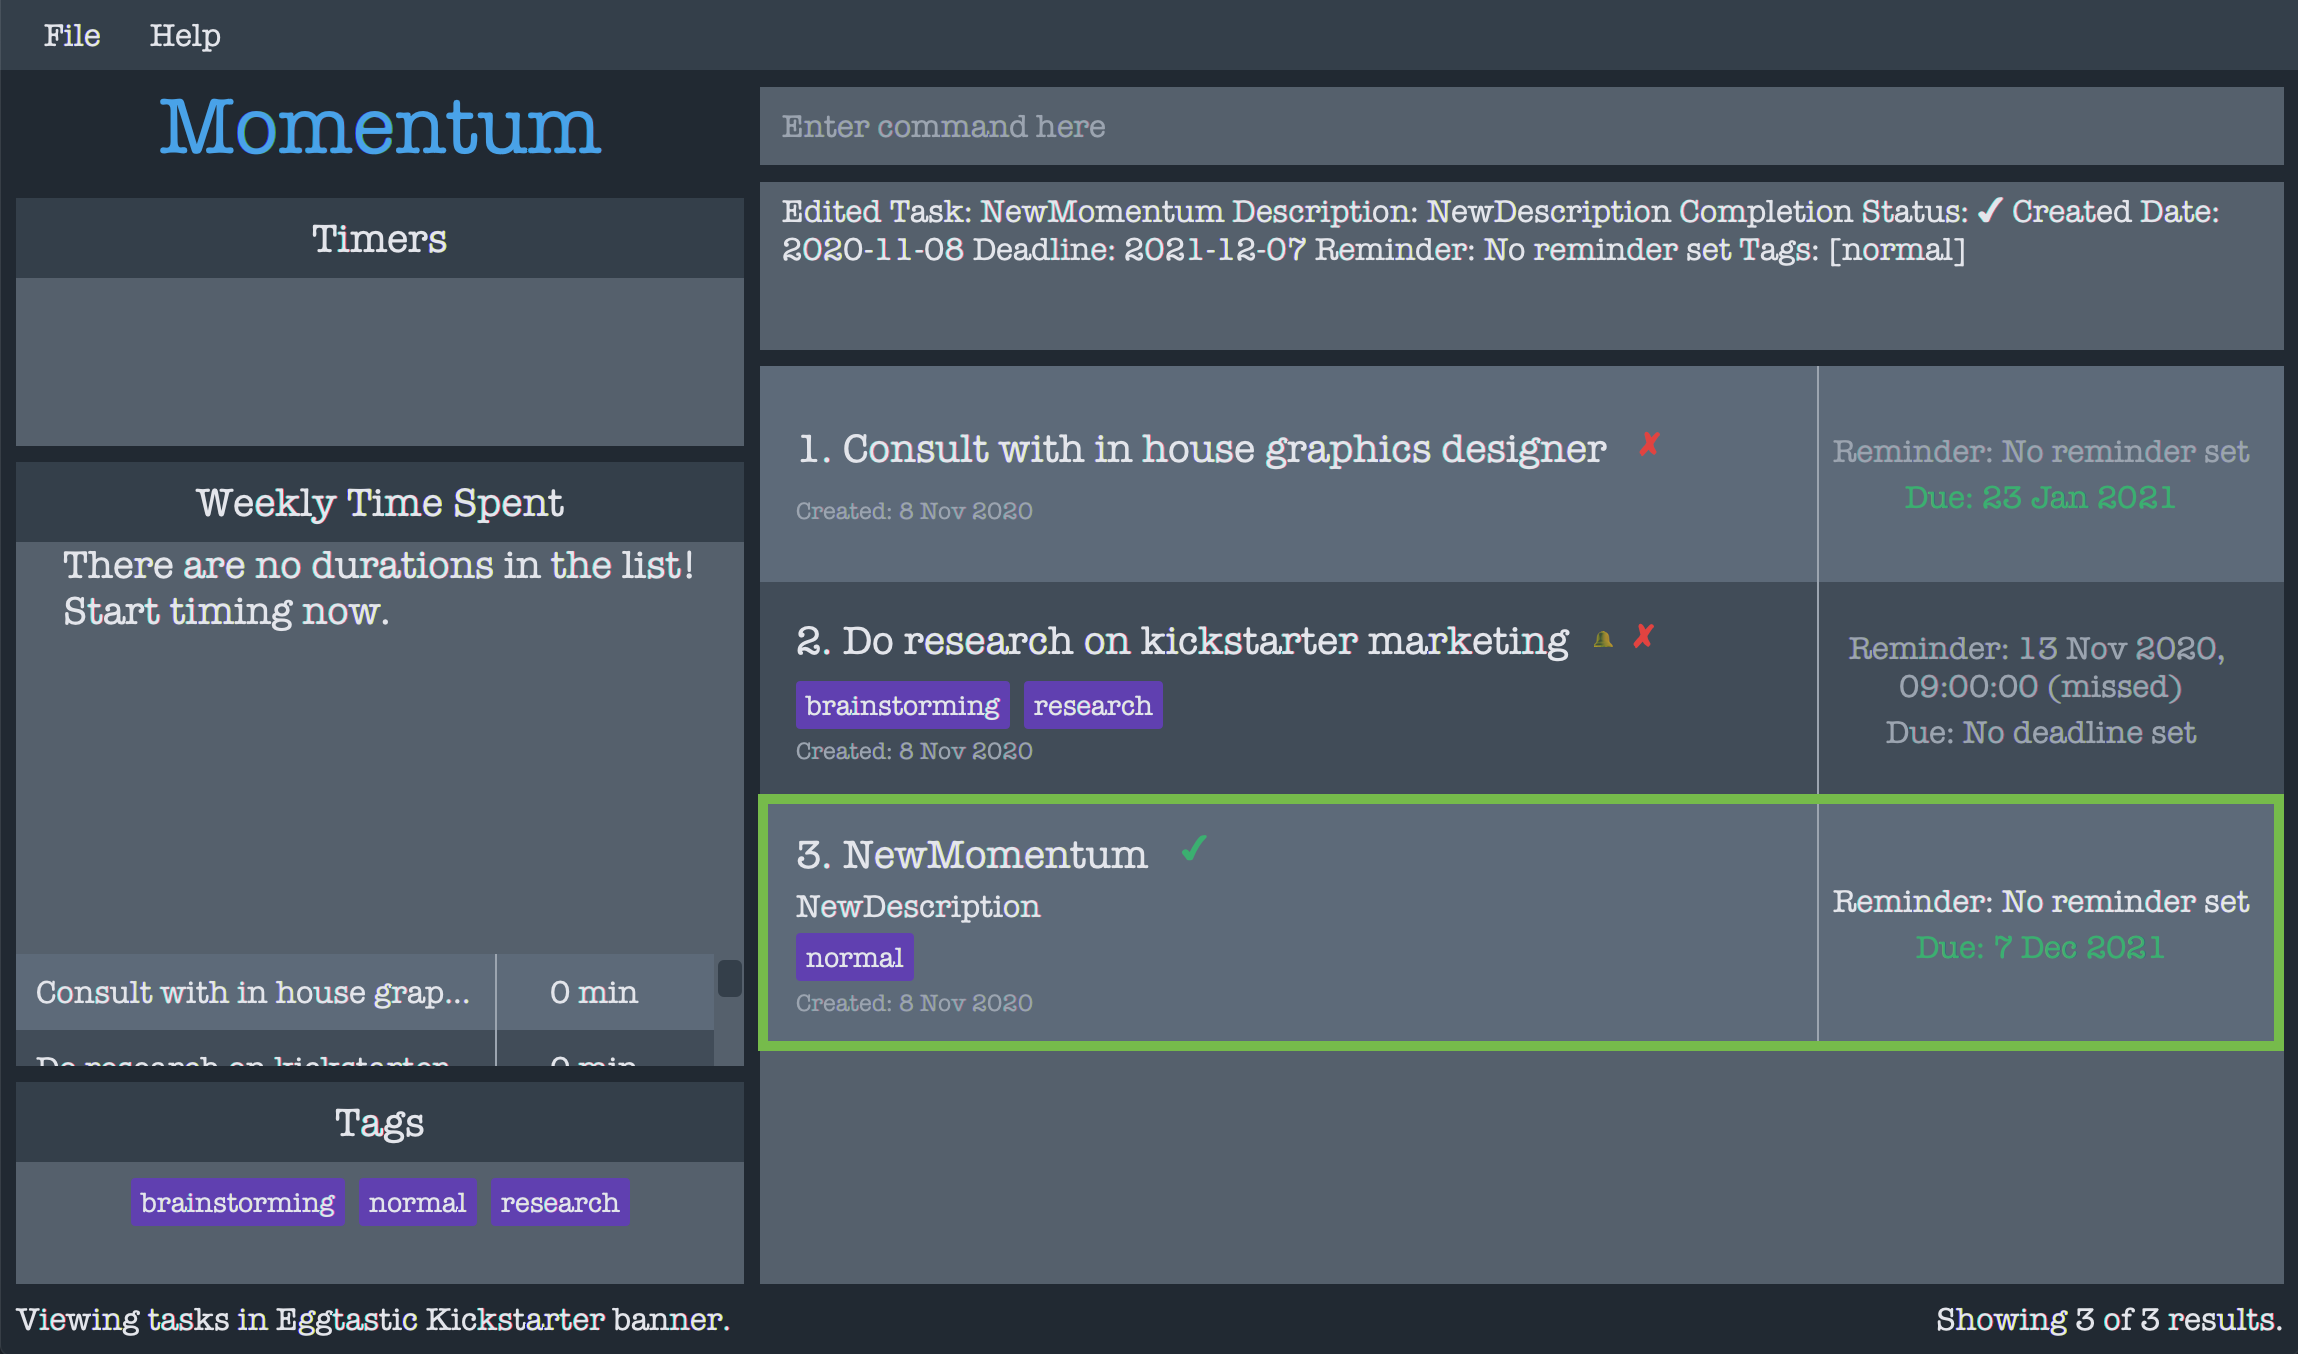 File Help
Momentum
Timers
Weekly Time Spent
There are no durations in the list!
Start timing now.
Consult with in house grap... 0 min
Do research on kickstarter... 0 min
Tags
brainstorming normal research
Enter command here
Edited Task: NewMomentum Description: NewDescription Completion Status: ✔ Created Date:
2020-11-08 Deadline: 2021-12-07 Reminder: No reminder set Tags: [normal]
1. Consult with in house graphics designer ✘
Created: 8 Nov 2020
Reminder: No reminder set
Due: 23 Jan 2021
2. Do research on kickstarter marketing ✘
brainstorming research
Created: 8 Nov 2020
Reminder: 13 Nov 2020,
09:00:00 (missed)
Due: No deadline set
3. NewMomentum ✔
NewDescription
normal
Created: 8 Nov 2020
Reminder: No reminder set
Due: 7 Dec 2021
Viewing tasks in Eggtastic Kickstarter banner.
Showing 3 of 3 results.